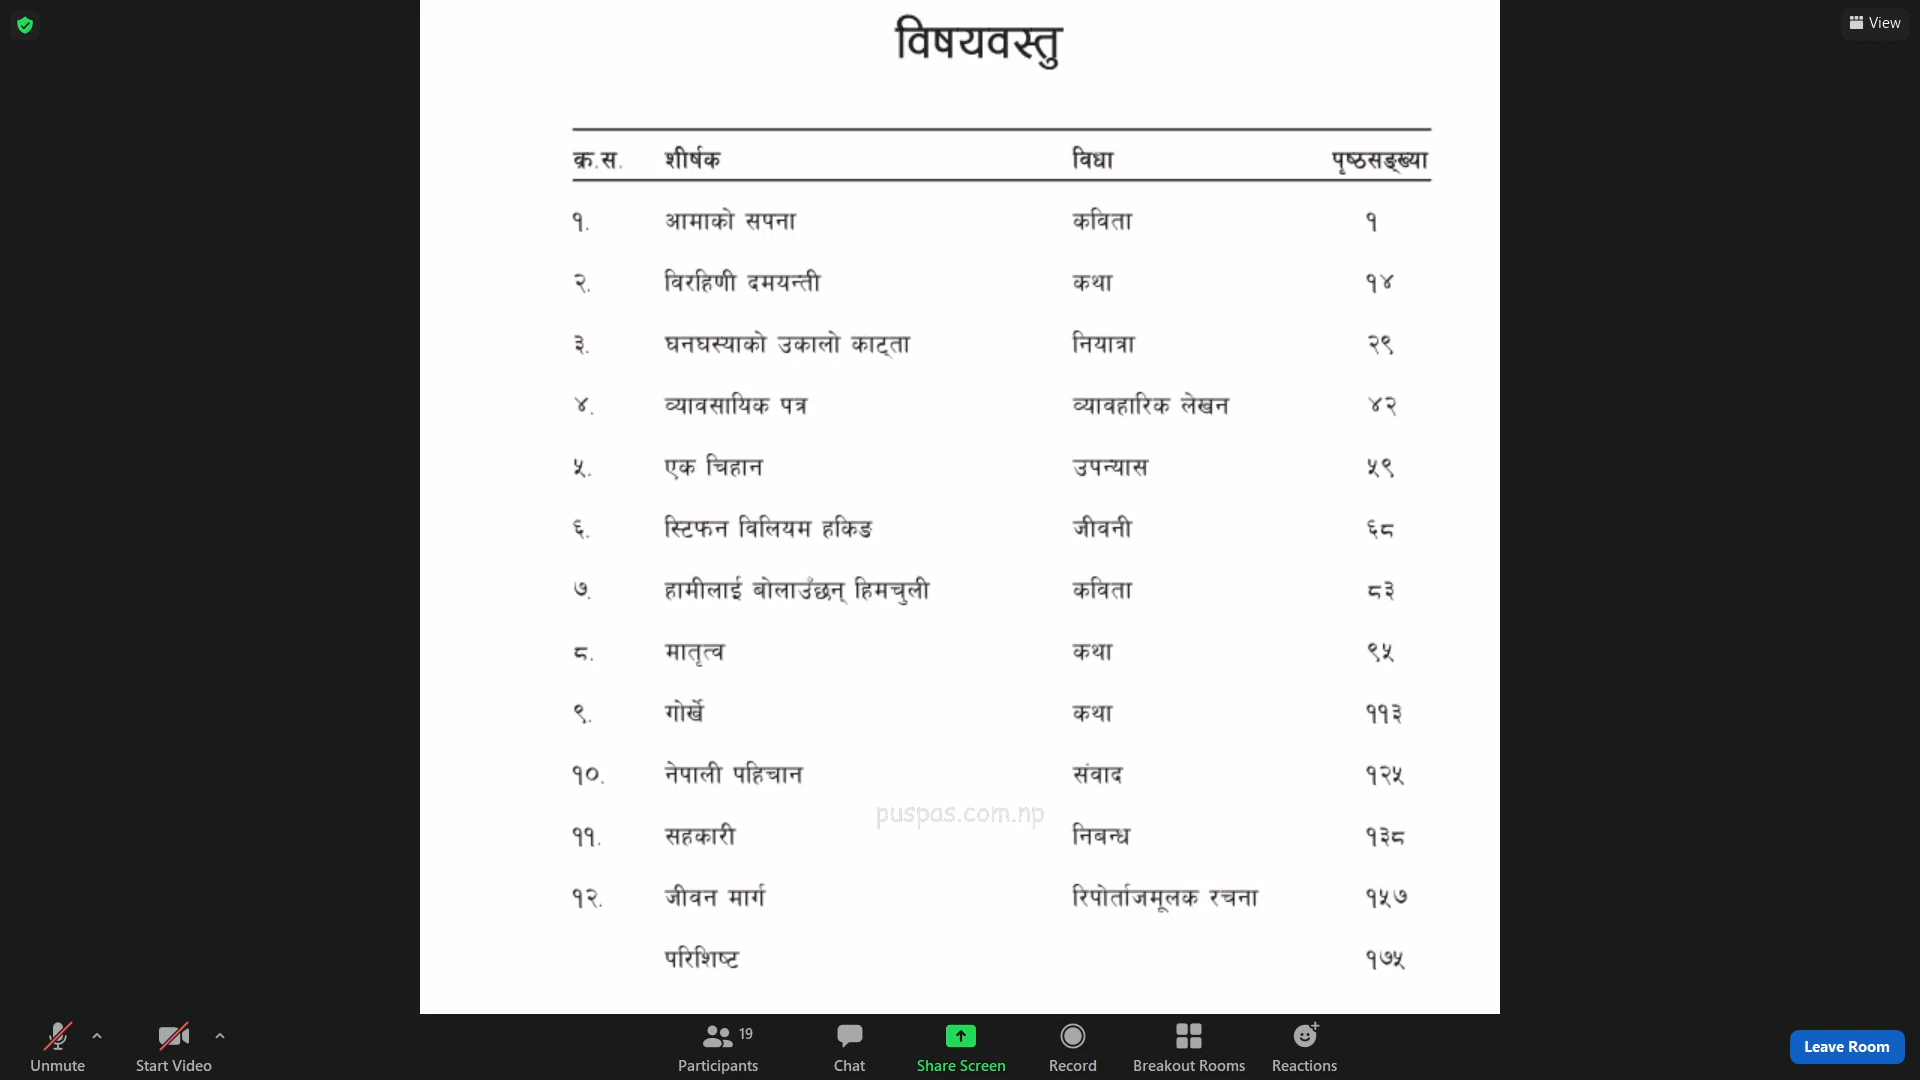 View
विषयवस्तु
क्र.स. शीर्षक विधा पृष्ठसङ्ख्या
१. आमाको सपना कविता १
२. विरहिणी दमयन्ती कथा १४
३. घनघस्याको उकालो काट्ता नियात्रा २९
४. व्यावसायिक पत्र व्यावहारिक लेखन ४२
५. एक चिहान उपन्यास ५९
६. स्टिफन विलियम हकिङ जीवनी ६८
७. हामीलाई बोलाउँछन् हिमचुली कविता ८३
८. मातृत्व कथा ९५
९. गोर्खे कथा ११३
१०. नेपाली पहिचान संवाद १२५
puspas.com.np
११. सहकारी निबन्ध १३८
१२. जीवन मार्ग रिपोर्ताजमूलक रचना १५७
परिशिष्ट १७५
19
Unmute Start Video Participants Chat Share Screen Record Breakout Rooms Reactions Leave Room